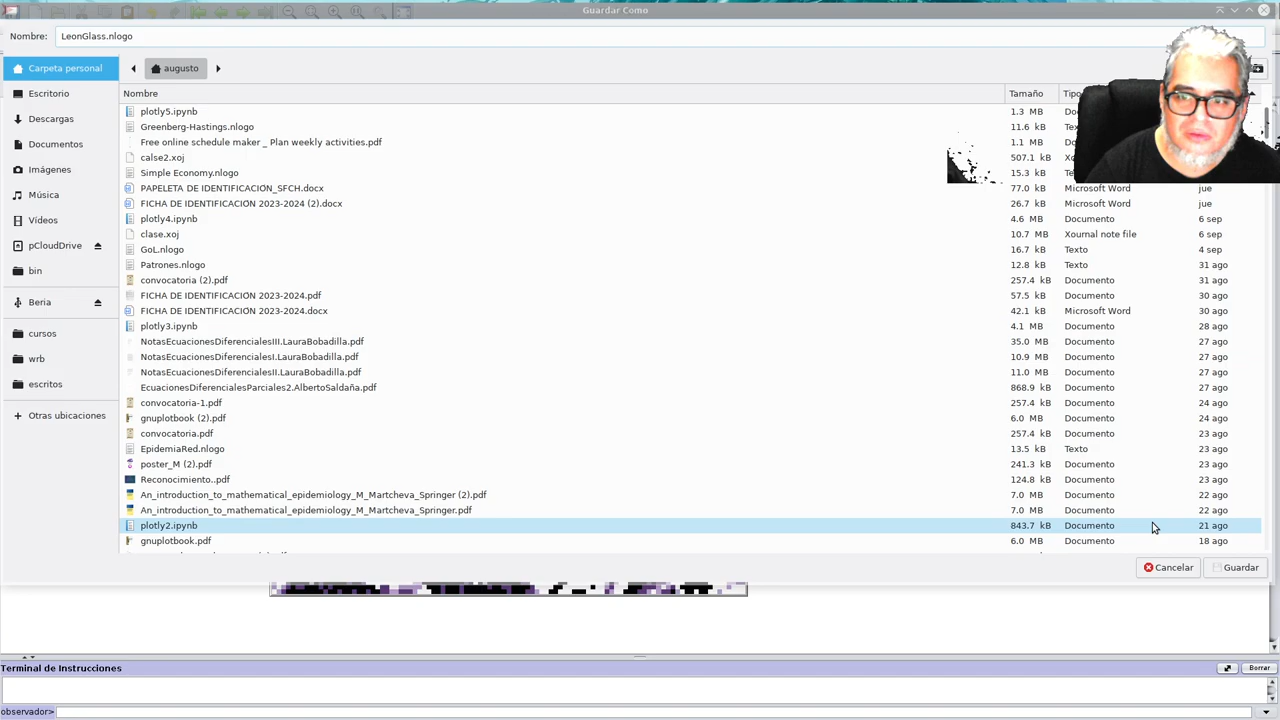 Guardar Como
Nombre: LeonGlass.nlogo
Carpeta personal
augusto
Escritorio
Descargas
Documentos
Imágenes
Música
Vídeos
pCloudDrive
bin
Beria
cursos
wrb
escritos
Otras ubicaciones
Nombre Tamaño
plotly5.ipynb 1.3 MB
Greenberg-Hastings.nlogo 11.6 kB
Free online schedule maker _ Plan weekly activities.pdf 1.1 MB
calse2.xoj 507.1 kB
Simple Economy.nlogo 15.3 kB
PAPELETA DE IDENTIFICACIÓN_SFCH.docx 77.0 kB Microsoft Word jue
FICHA DE IDENTIFICACIÓN 2023-2024 (2).docx 26.7 kB Microsoft Word jue
plotly4.ipynb 4.6 MB Documento 6 sep
clase.xoj 10.7 MB Xournal note file 6 sep
GoL.nlogo 16.7 kB Texto 4 sep
Patrones.nlogo 12.8 kB Texto 31 ago
convocatoria (2).pdf 257.4 kB Documento 31 ago
FICHA DE IDENTIFICACIÓN 2023-2024.pdf 57.5 kB Documento 30 ago
FICHA DE IDENTIFICACIÓN 2023-2024.docx 42.1 kB Microsoft Word 30 ago
plotly3.ipynb 4.1 MB Documento 28 ago
NotasEcuacionesDiferencialesIII.LauraBobadilla.pdf 35.0 MB Documento 27 ago
NotasEcuacionesDiferencialesI.LauraBobadilla.pdf 10.9 MB Documento 27 ago
NotasEcuacionesDiferencialesII.LauraBobadilla.pdf 11.0 MB Documento 27 ago
EcuacionesDiferencialesParciales2.AlbertoSaldaña.pdf 868.9 kB Documento 27 ago
convocatoria-1.pdf 257.4 kB Documento 24 ago
gnuplotbook (2).pdf 6.0 MB Documento 24 ago
convocatoria.pdf 257.4 kB Documento 23 ago
EpidemiaRed.nlogo 13.5 kB Texto 23 ago
poster_M (2).pdf 241.3 kB Documento 23 ago
Reconocimiento..pdf 124.8 kB Documento 23 ago
An_introduction_to_mathematical_epidemiology_M_Martcheva_Springer (2).pdf 7.0 MB Documento 22 ago
An_introduction_to_mathematical_epidemiology_M_Martcheva_Springer.pdf 7.0 MB Documento 22 ago
plotly2.ipynb 843.7 kB Documento 21 ago
gnuplotbook.pdf 6.0 MB Documento 18 ago
Cancelar Guardar
Terminal de Instrucciones Borrar
observador>